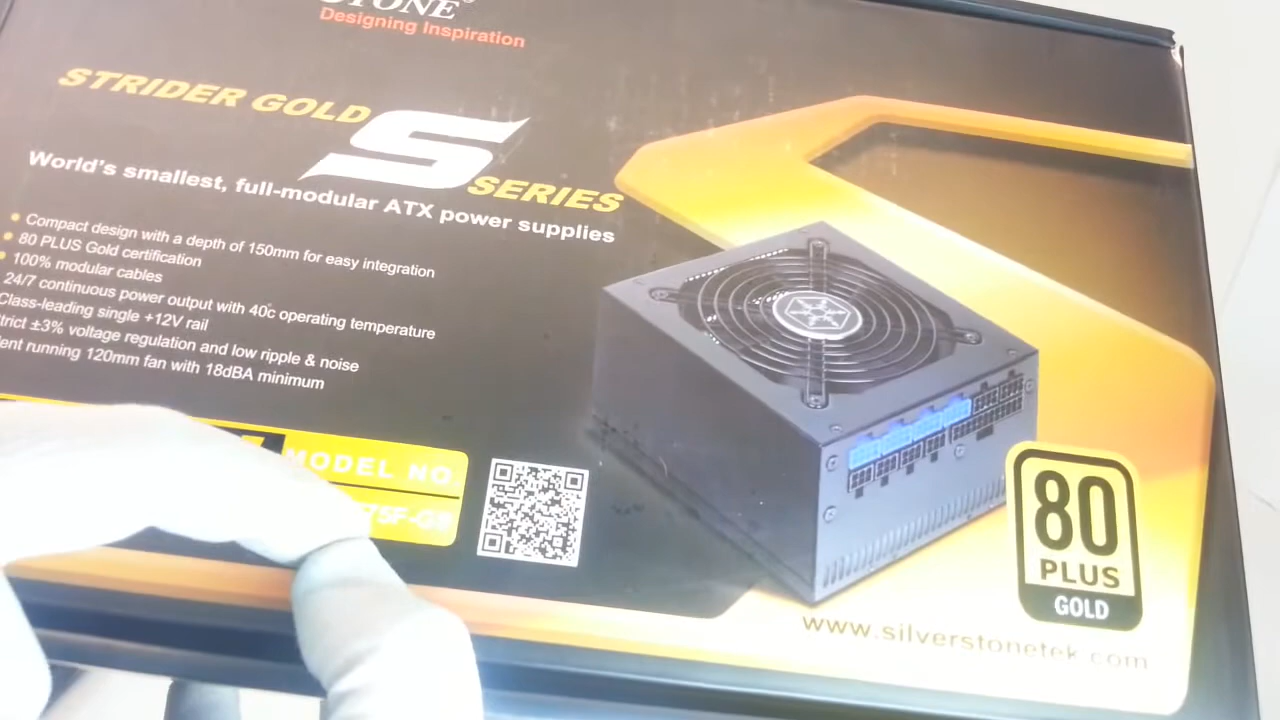 Designing Inspiration
STRIDER GOLD
S
SERIES
World's smallest, full-modular ATX power supplies
Compact design with a depth of 150mm for easy integration
80 PLUS Gold certification
100% modular cables
24/7 continuous power output with 40c operating temperature
Class-leading single +12V rail
±3% voltage regulation and low ripple & noise
running 120mm fan with 18dBA minimum
MODEL NO
80
PLUS
GOLD
www.silverstonetek.com